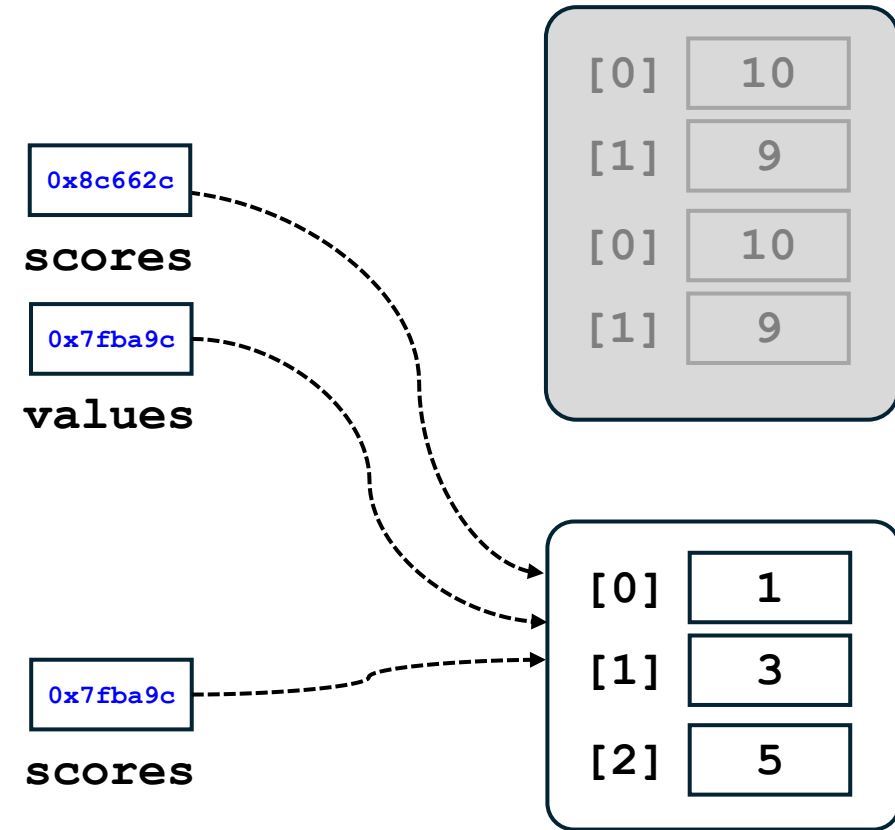 [0] 10
[1] 9
[0] 10
[1] 9
0x8c662c
scores
0x7fba9c
values
[0] 1
[1] 3
[2] 5
0x7fba9c
scores